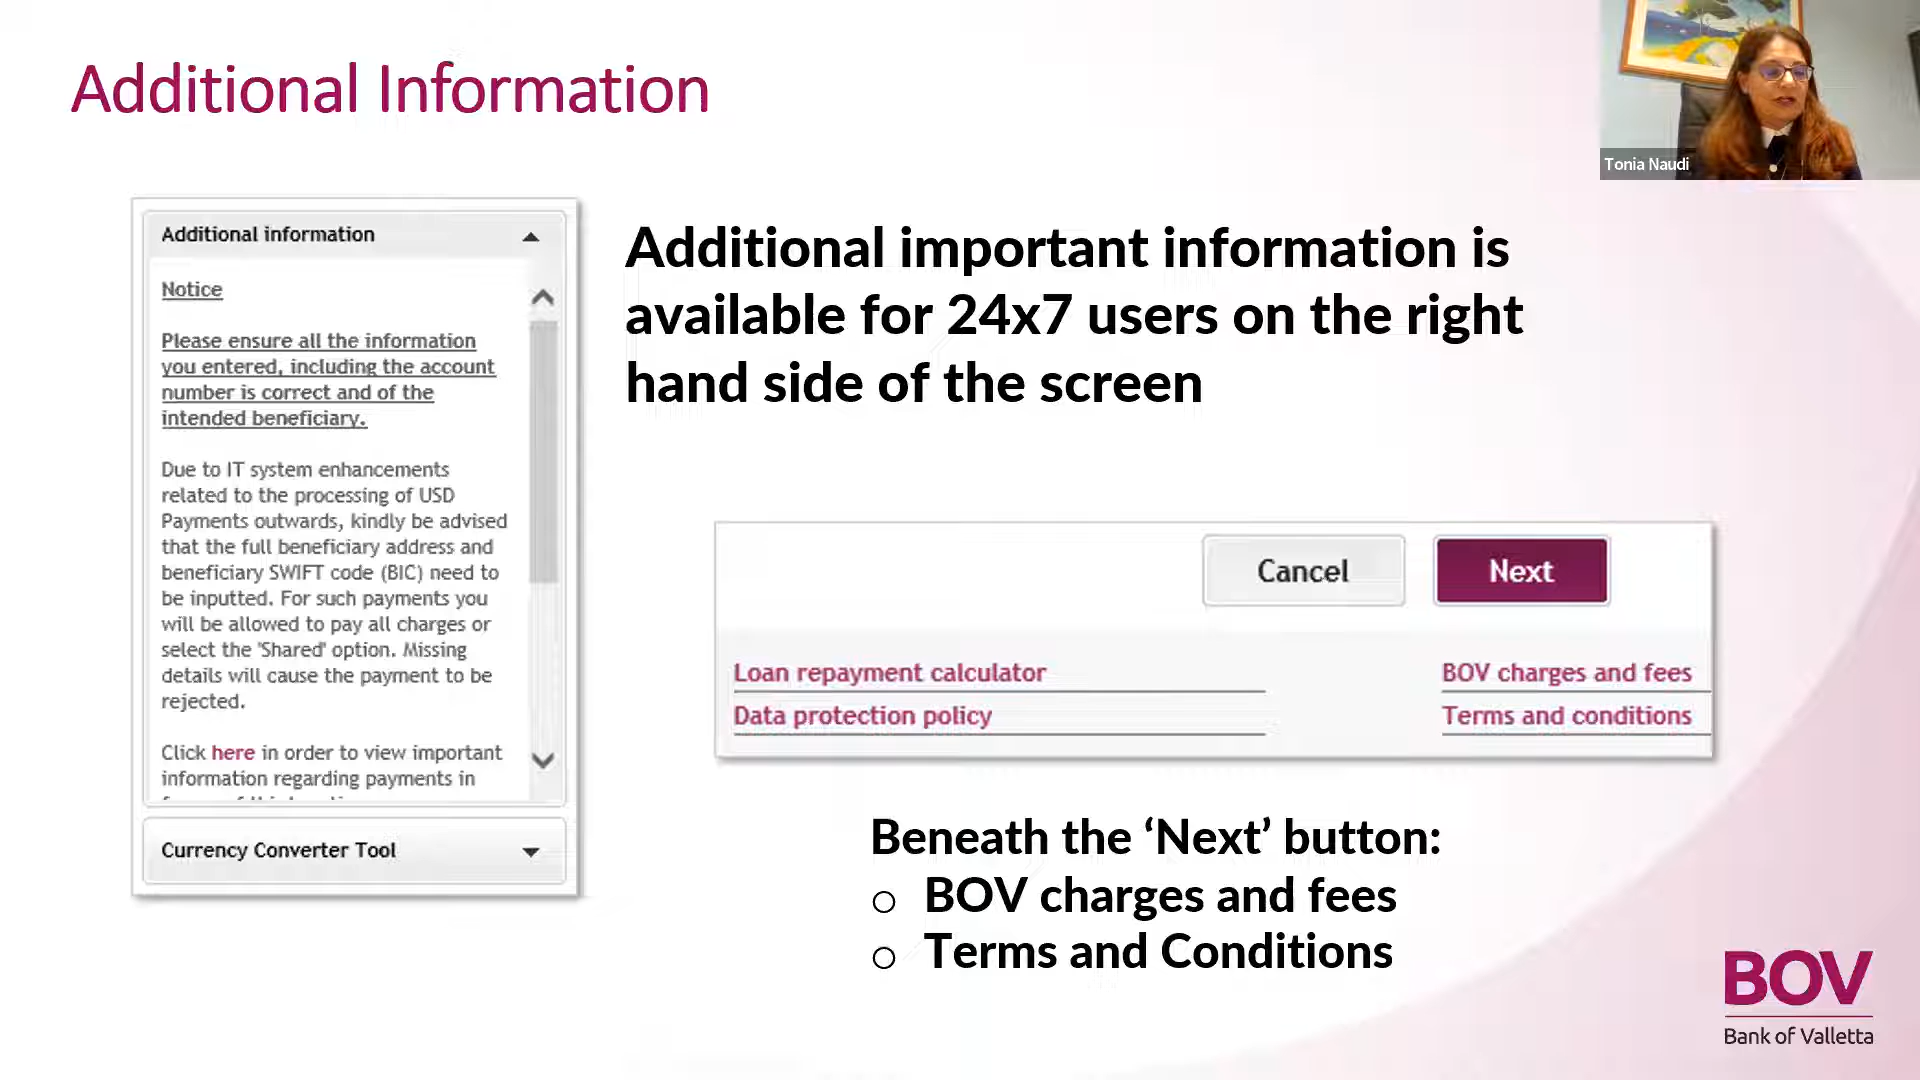 Additional Information
Tonia Naudi
Additional information
Notice
Please ensure all the information
you entered, including the account
number is correct and of the
intended beneficiary.
Due to IT system enhancements
related to the processing of USD
Payments outwards, kindly be advised
that the full beneficiary address and
beneficiary SWIFT code (BIC) need to
be inputted. For such payments you
will be allowed to pay all charges or
select the 'Shared' option. Missing
details will cause the payment to be
rejected.
Click here in order to view important
information regarding payments in
Currency Converter Tool
Additional important information is
available for 24x7 users on the right
hand side of the screen
Cancel
Next
Loan repayment calculator
BOV charges and fees
Data protection policy
Terms and conditions
Beneath the ‘Next’ button:
o BOV charges and fees
o Terms and Conditions
BOV
Bank of Valletta